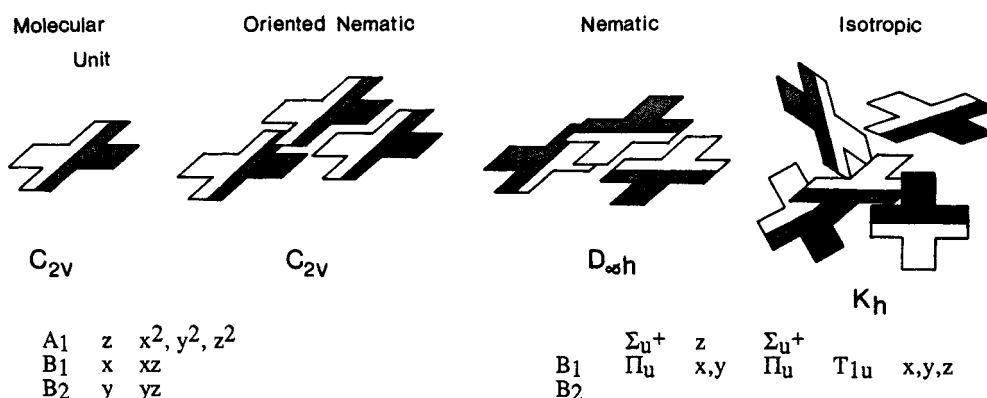 Molecular Unit
Oriented Nematic
Nematic
Isotropic
C2v
C2v
D∞h
Kh
A1 z x2, y2, z2
B1 x xz
B2 y yz
Σu+ z Σu+
B1 Πu x,y Πu T1u x,y,z
B2